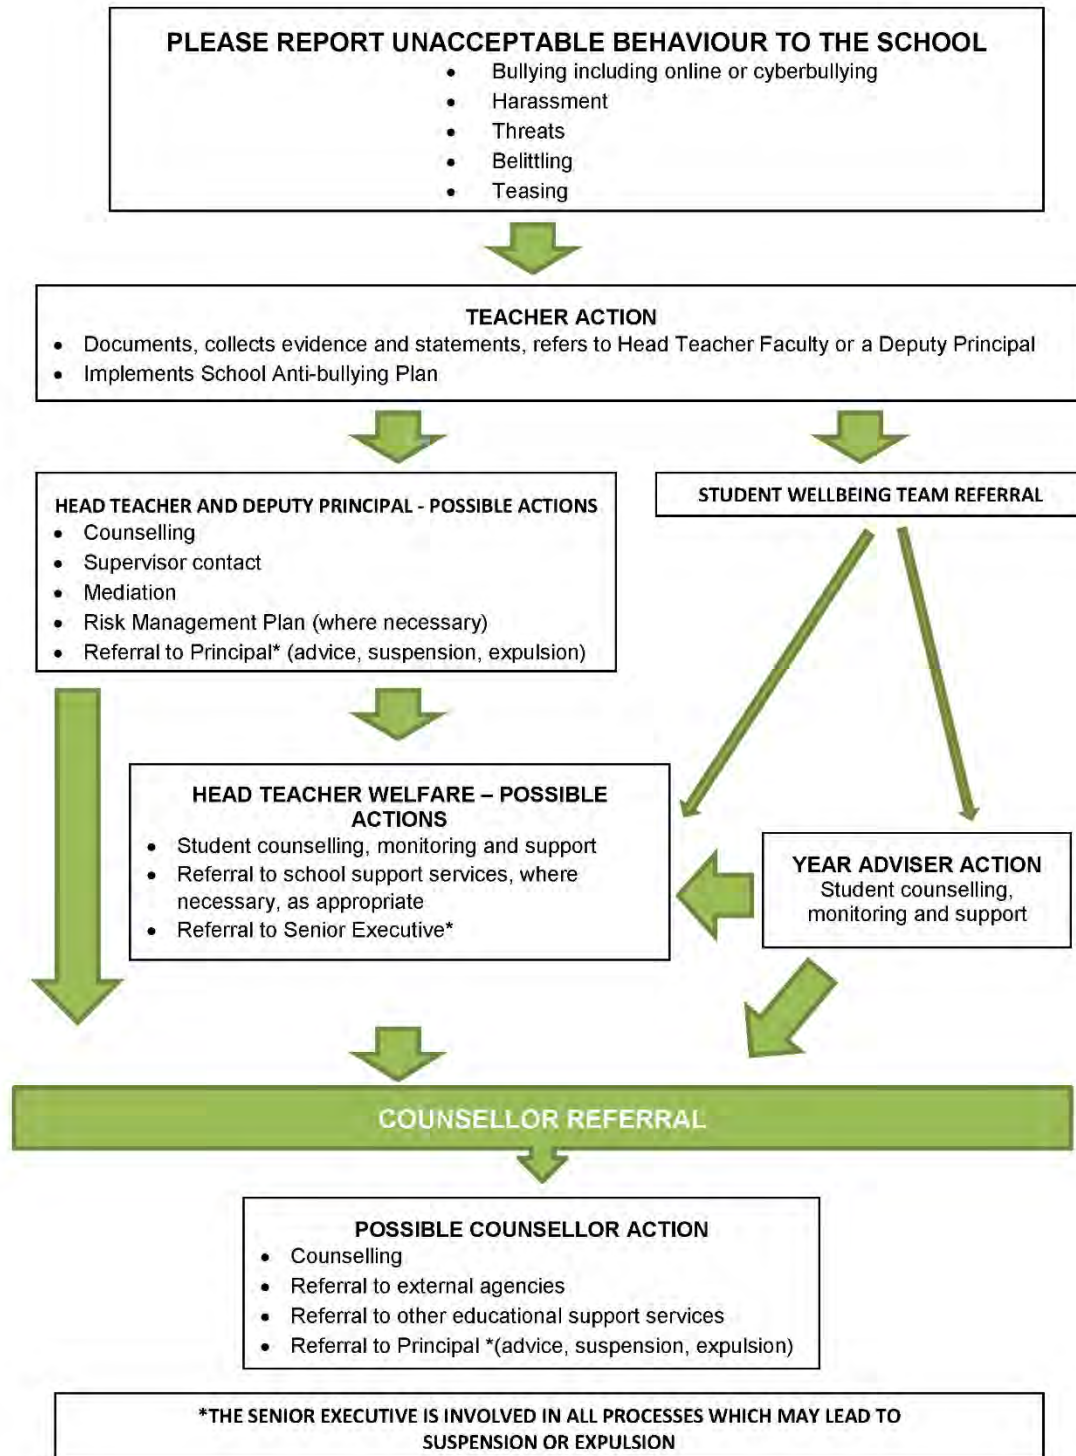 PLEASE REPORT UNACCEPTABLE BEHAVIOUR TO THE SCHOOL
• Bullying including online or cyberbullying
• Harassment
• Threats
• Belittling
• Teasing
TEACHER ACTION
• Documents, collects evidence and statements, refers to Head Teacher Faculty or a Deputy Principal
• Implements School Anti-bullying Plan
HEAD TEACHER AND DEPUTY PRINCIPAL - POSSIBLE ACTIONS
• Counselling
• Supervisor contact
• Mediation
• Risk Management Plan (where necessary)
• Referral to Principal* (advice, suspension, expulsion)
STUDENT WELLBEING TEAM REFERRAL
HEAD TEACHER WELFARE – POSSIBLE
ACTIONS
• Student counselling, monitoring and support
• Referral to school support services, where
necessary, as appropriate
• Referral to Senior Executive*
YEAR ADVISER ACTION
Student counselling,
monitoring and support
COUNSELLOR REFERRAL
POSSIBLE COUNSELLOR ACTION
• Counselling
• Referral to external agencies
• Referral to other educational support services
• Referral to Principal *(advice, suspension, expulsion)
*THE SENIOR EXECUTIVE IS INVOLVED IN ALL PROCESSES WHICH MAY LEAD TO
SUSPENSION OR EXPULSION